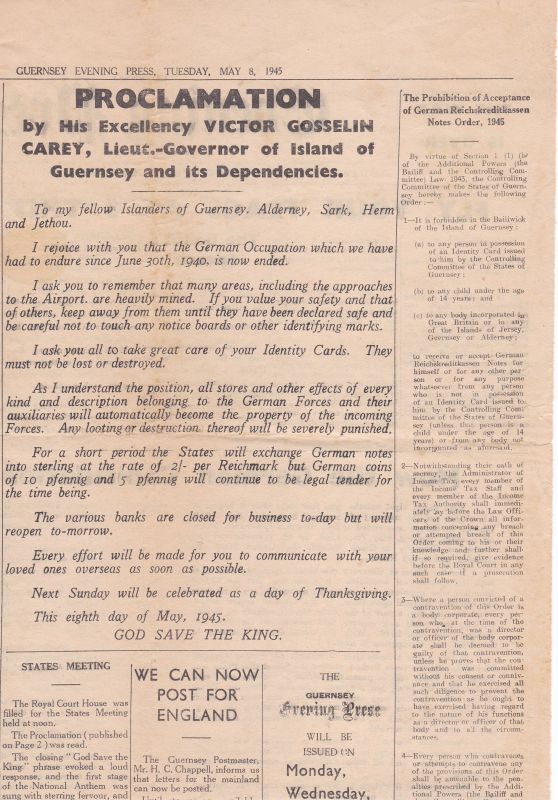 GUERNSEY EVENING PRESS, TUESDAY, MAY 8, 1945
PROCLAMATION
by His Excellency VICTOR GOSSELIN
CAREY, Lieut.-Governor of Island of
Guernsey and its Dependencies.
To my fellow Islanders of Guernsey, Alderney, Sark, Herm
and Jethou.
I rejoice with you that the German Occupation which we have
had to endure since June 30th, 1940, is now ended.
I ask you to remember that many areas, including the approaches
to the Airport, are heavily mined. If you value your safety and that
of others, keep away from them until they have been declared safe and
be careful not to touch any notice boards or other identifying marks.
I ask you all to take great care of your Identity Cards. They
must not be lost or destroyed.
As I understand the position, all stores and other effects of every
kind and description belonging to the German Forces and their
auxiliaries will automatically become the property of the incoming
Forces. Any looting or destruction thereof will be severely punished.
For a short period the States will exchange German notes
into sterling at the rate of 2/- per Reichmark but German coins
of 10 pfennig and 5 pfennig will continue to be legal tender for
the time being.
The various banks are closed for business to-day but will
reopen to-morrow.
Every effort will be made for you to communicate with your
loved ones overseas as soon as possible.
Next Sunday will be celebrated as a day of Thanksgiving.
This eighth day of May, 1945.
GOD SAVE THE KING.
STATES MEETING
The Royal Court House was
filled for the States Meeting
held at noon.
The Proclamation (published
on Page 2) was read.
The closing "God Save the
King" phrase evoked a loud
response, and the first stage
of the National Anthem was
sung with sterling fervour, and
WE CAN NOW
POST FOR
ENGLAND
The Guernsey Postmaster,
Mr. H. C. Chappell, informs us
that letters for the mainland
can now be posted.
THE
GUERNSEY
Evening Press
WILL BE
ISSUED ON
Monday,
Wednesday,
The Prohibition of Acceptance
of German Reichskreditkassen
Notes Order, 1945
By virtue of Section 1 (1) (b)
of the Additional Powers (the
Bailiff and the Controlling Com-
mittee) Law 1945, the Controlling
Committee of the States of Guern-
sey hereby makes the following
Order:—
1—It is forbidden in the Bailiwick
of the Island of Guernsey:
(a) to any person in possession
of an Identity Card issued
to him by the Controlling
Committee of the States of
Guernsey;
(b) to any child under the age
of 14 years; and
(c) to any body incorporated in
Great Britain or in any
of the Islands of Jersey,
Guernsey or Alderney;
to receive or accept German
Reichskreditkassen Notes for
himself or for any other per-
son or for any purpose
whatsoever from any person
who is not in possession
of an Identity Card issued to
him by the Controlling Com-
mittee of the States of Guern-
sey (unless that person is a
child under the age of 14
years) or from any body not
incorporated as aforesaid.
2—Notwithstanding their oath of
secrecy, the Administrator of
Income Tax, every member of
the Income Tax Staff and
every member of the Income
Tax Authority shall immedi-
ately lay before the Law Offi-
cers of the Crown all infor-
mation concerning any breach
or attempted breach of this
Order coming to his or their
knowledge and further shall
if so required, give evidence
before the Royal Court in any
such case if a prosecution
shall follow.
3—Where a person convicted of a
contravention of this Order is
a body corporate, every per-
son who, at the time of the
contravention, was a director
or officer of the body corpor-
ate shall be deemed to be
guilty of that contravention,
unless he proves that the con-
travention was committed
without his consent or conniv-
ance and that he exercised all
such diligence to prevent the
contravention as he ought to
have exercised having regard
to the nature of his functions
as a director or officer of the
body and to all the circum-
stances.
4—Every person who contravenes
or attempts to contravene any
of the provisions of this Order
shall be amenable to the pen-
alties prescribed by the Addi-
tional Powers (the Bailiff and